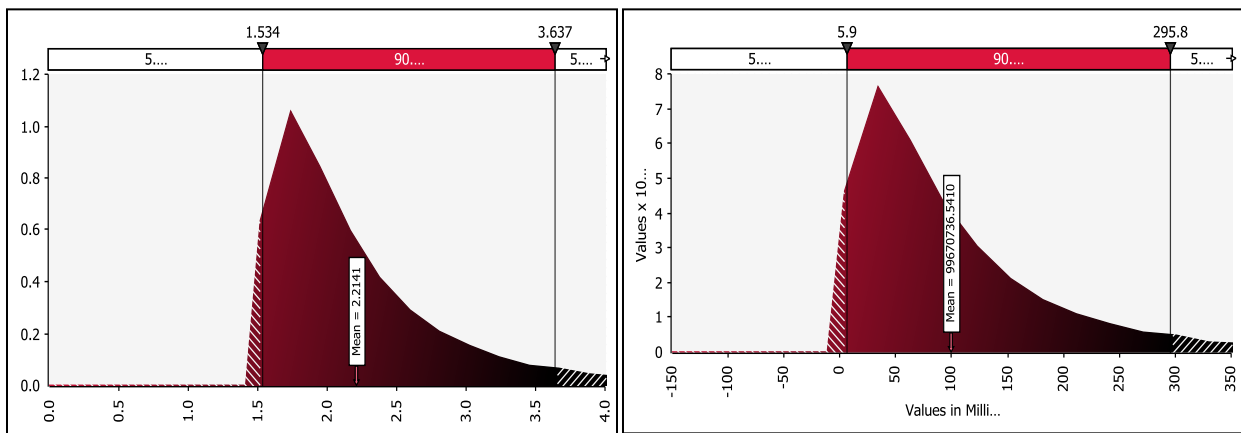 1.534 3.637
5.... 90.... 5....
1.2
1.0
0.8
0.6
0.4
0.2
0.0
Mean = 2.2141
0.0 0.5 1.0 1.5 2.0 2.5 3.0 3.5 4.0
5.9 295.8
5.... 90.... 5....
Values x 10...
8
7
6
5
4
3
2
1
0
Mean = 99670736.5410
-150 -100 -50 0 50 100 150 200 250 300 350
Values in Milli...